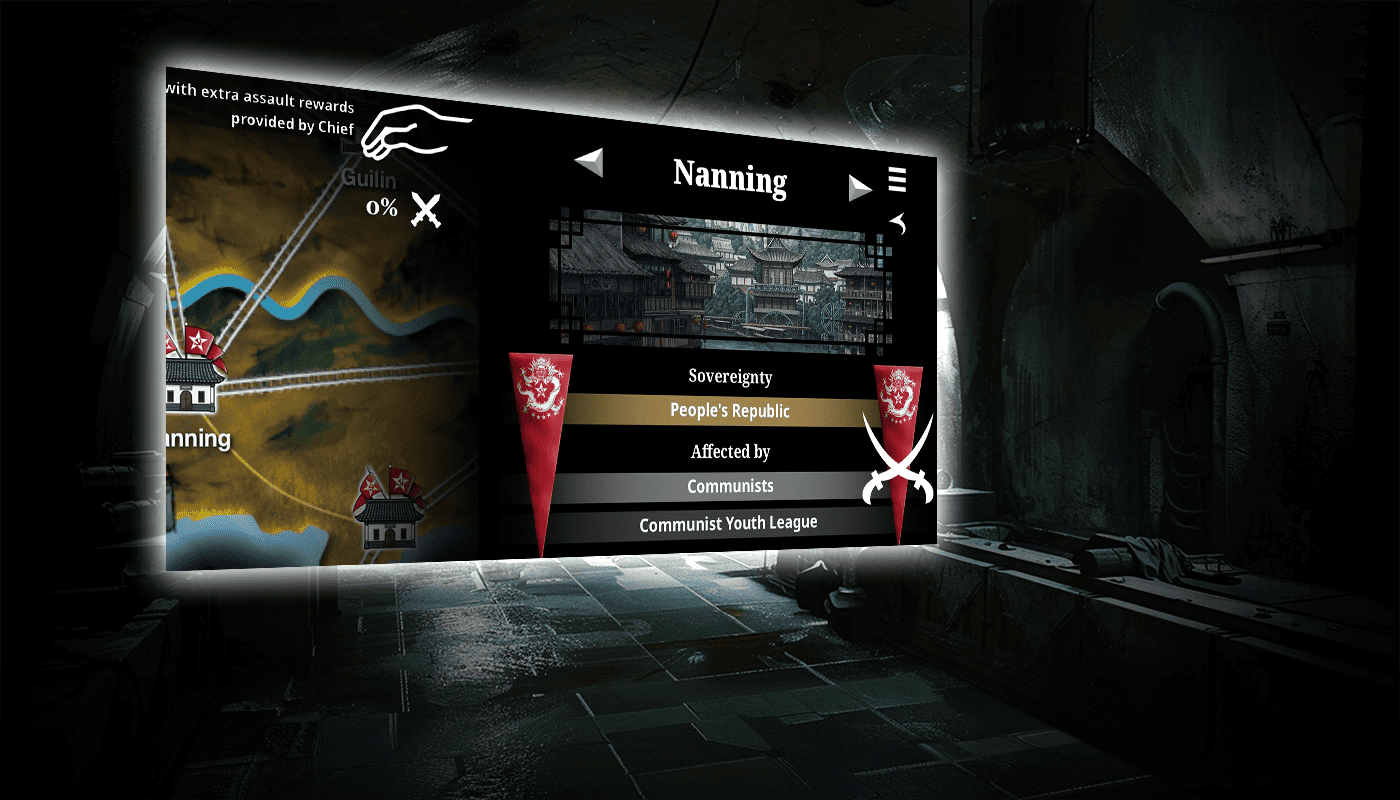 with extra assault rewards
provided by Chief
Guilin
0%
anning
Nanning
Sovereignty
People's Republic
Affected by
Communists
Communist Youth League